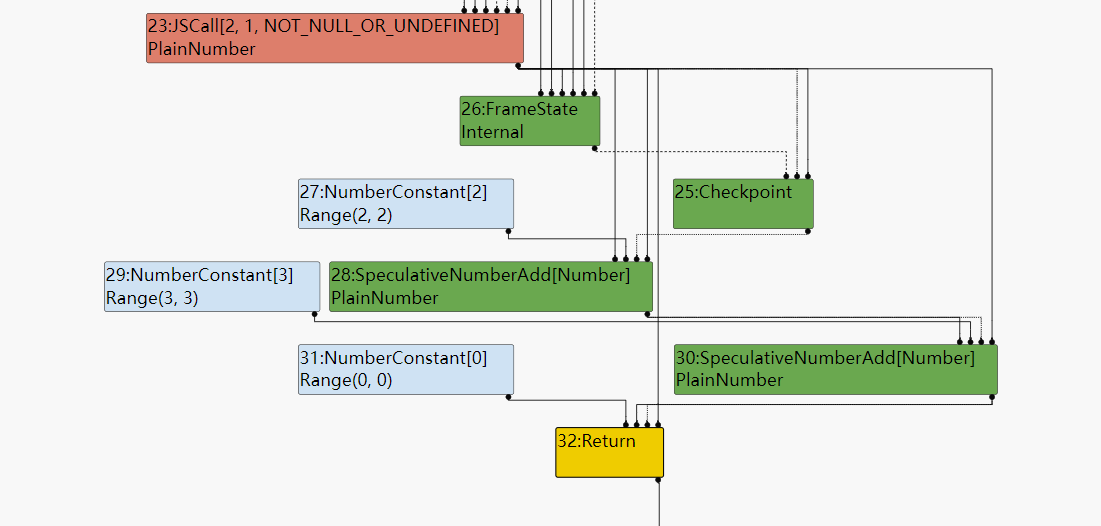 23:JSCall[2, 1, NOT_NULL_OR_UNDEFINED]
PlainNumber
26:FrameState
Internal
27:NumberConstant[2]
Range(2, 2)
25:Checkpoint
29:NumberConstant[3]
Range(3, 3)
28:SpeculativeNumberAdd[Number]
PlainNumber
31:NumberConstant[0]
Range(0, 0)
30:SpeculativeNumberAdd[Number]
PlainNumber
32:Return